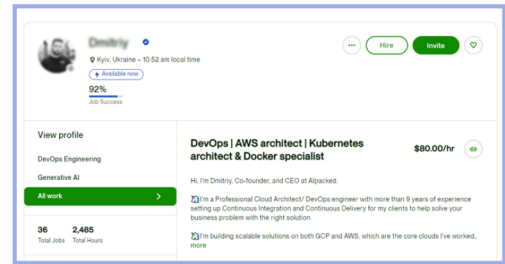 Dmitriy
Kyiv, Ukraine – 10:52 am local time
Available now
92%
Job Success
...
Hire
Invite
View profile
DevOps Engineering
Generative AI
All work
36 2,485
Total Jobs Total Hours
DevOps | AWS architect | Kubernetes
architect & Docker specialist
$80.00/hr
Hi, I'm Dmitriy, Co-founder, and CEO at Alpacked.
I'm a Professional Cloud Architect/ DevOps engineer with more than 9 years of experience
setting up Continuous Integration and Continuous Delivery for my clients to help solve your
business problem with the right solution.
I'm building scalable solutions on both GCP and AWS, which are the core clouds I've worked...
more